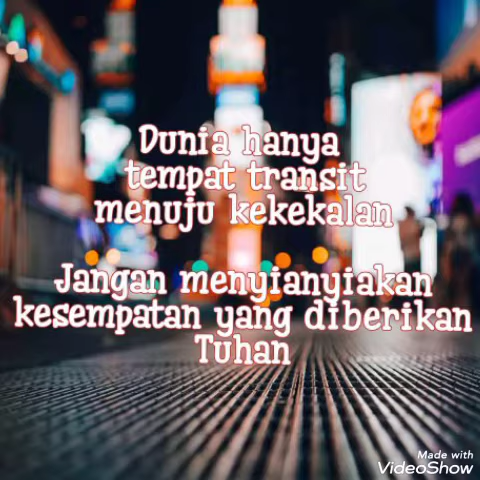 Dunia hanya
tempat transit
menuju kekekalan
Jangan menyianyiakan
kesempatan yang diberikan
Tuhan
Made with
VideoShow